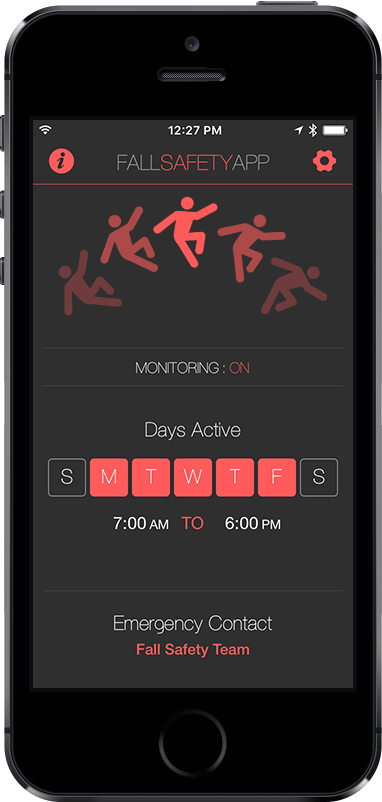 12:27 PM
i FALLSAFETYAPP
MONITORING : ON
Days Active
S M T W T F S
7:00 AM TO 6:00 PM
Emergency Contact
Fall Safety Team